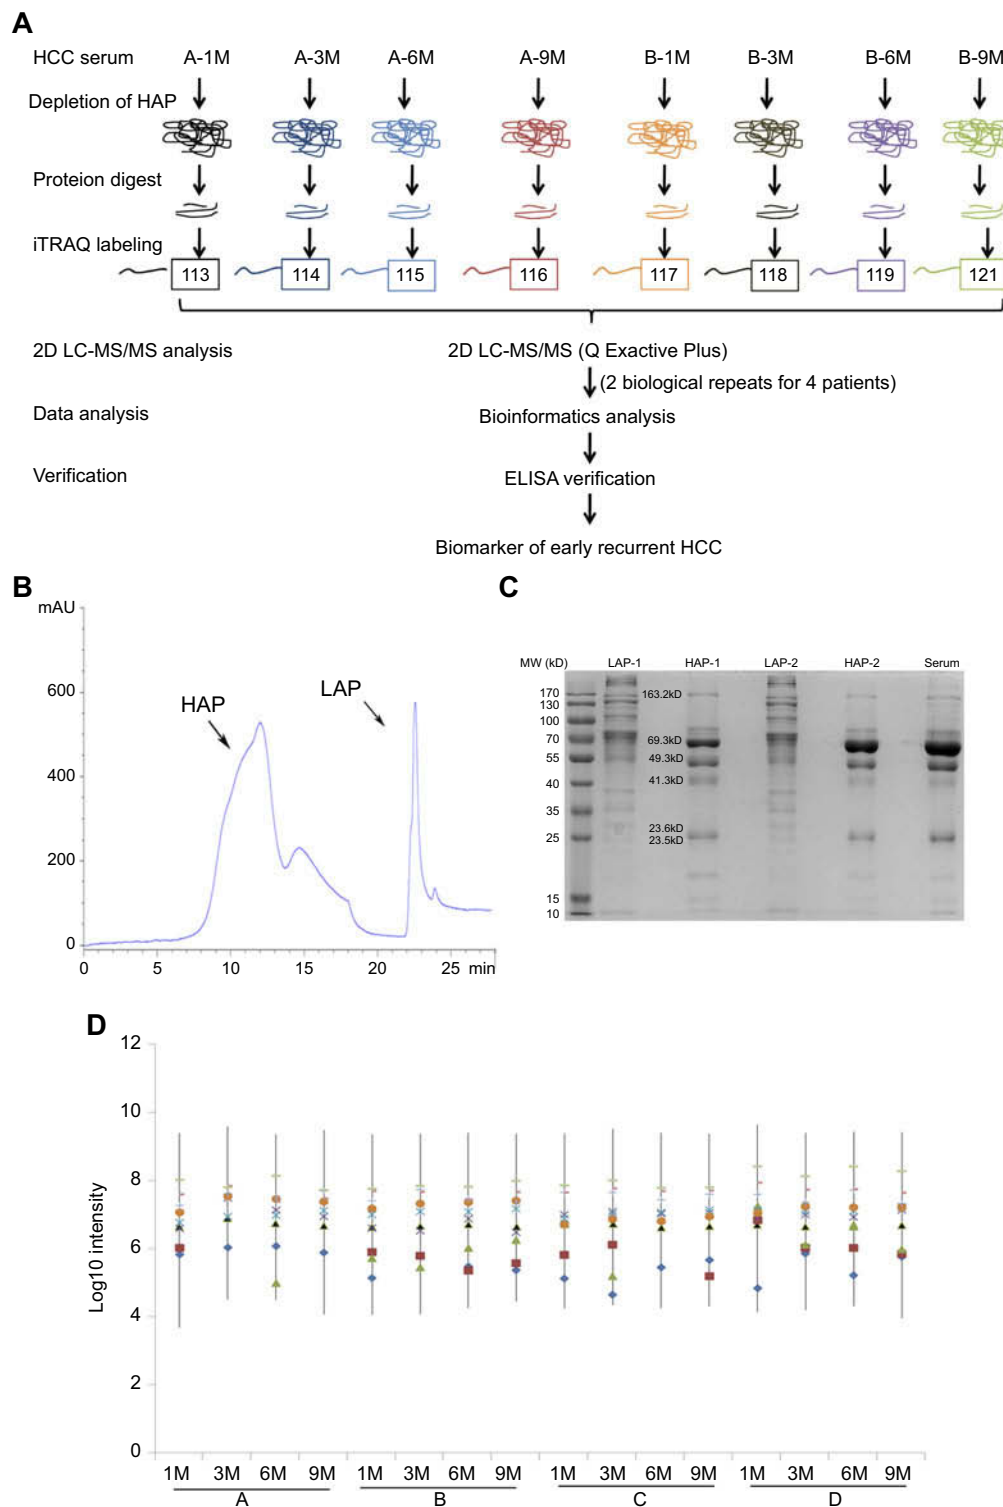 A
HCC serum A-1M A-3M A-6M A-9M B-1M B-3M B-6M B-9M
Depletion of HAP
Proteion digest
iTRAQ labeling
113 114 115 116 117 118 119 121
2D LC-MS/MS analysis 2D LC-MS/MS (Q Exactive Plus)
(2 biological repeats for 4 patients)
Data analysis Bioinformatics analysis
Verification ELISA verification
Biomarker of early recurrent HCC
B
mAU
600
400
200
0
HAP
LAP
0 5 10 15 20 25 min
C
MW (kD) LAP-1 HAP-1 LAP-2 HAP-2 Serum
170
130
100
70
55
40
35
25
15
10
163.2kD
69.3kD
49.3kD
41.3kD
23.6kD
23.5kD
D
Log10 intensity
12
10
8
6
4
2
0
1M 3M 6M 9M 1M 3M 6M 9M 1M 3M 6M 9M 1M 3M 6M 9M
A B C D